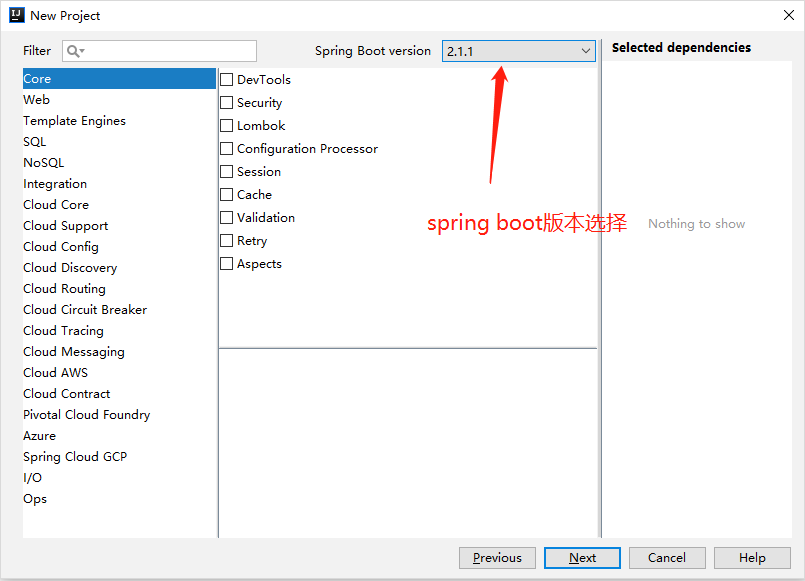 New Project
Filter
Spring Boot version
2.1.1
Selected dependencies
Core
Web
Template Engines
SQL
NoSQL
Integration
Cloud Core
Cloud Support
Cloud Config
Cloud Discovery
Cloud Routing
Cloud Circuit Breaker
Cloud Tracing
Cloud Messaging
Cloud AWS
Cloud Contract
Pivotal Cloud Foundry
Azure
Spring Cloud GCP
I/O
Ops
DevTools
Security
Lombok
Configuration Processor
Session
Cache
Validation
Retry
Aspects
spring boot版本选择
Nothing to show
Previous
Next
Cancel
Help